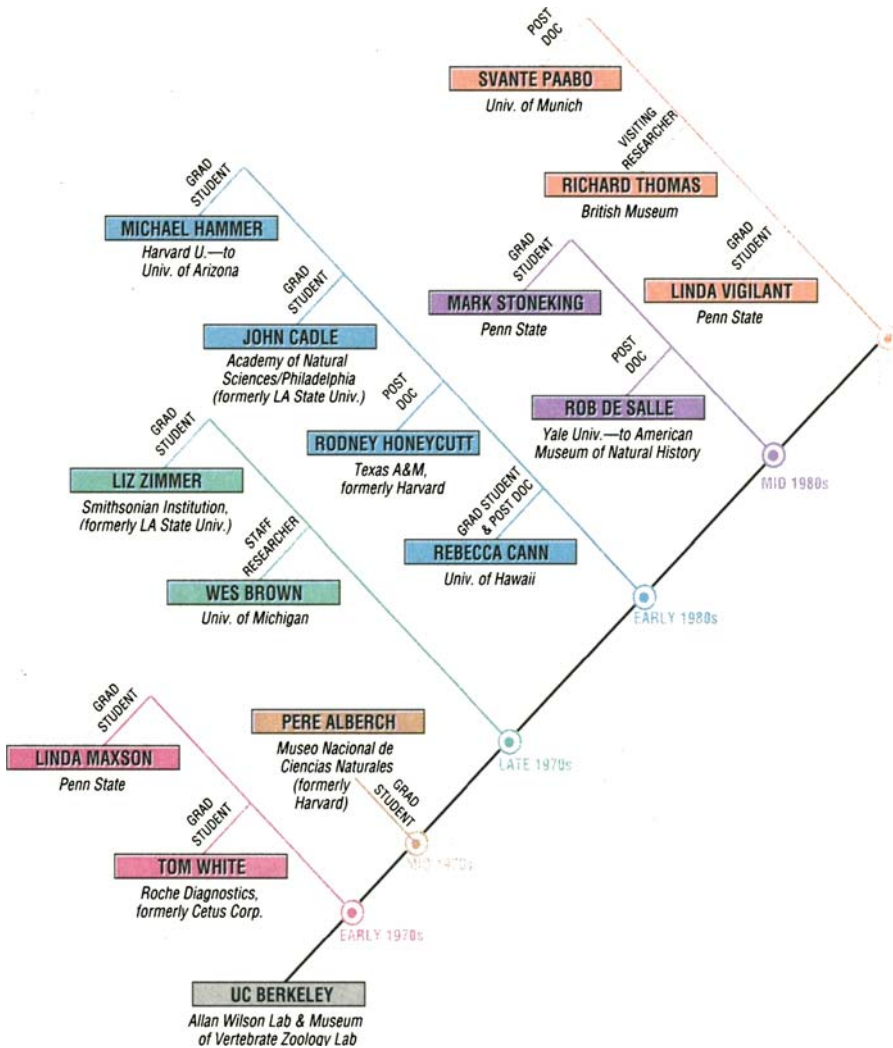 POST
DOC
SVANTE PAABO
Univ. of Munich
VISITING
RESEARCHER
RICHARD THOMAS
British Museum
GRAD
STUDENT
LINDA VIGILANT
Penn State
GRAD
STUDENT
MARK STONEKING
Penn State
POST
DOC
ROB DE SALLE
Yale Univ.—to American
Museum of Natural History
MID 1980s
GRAD
STUDENT
MICHAEL HAMMER
Harvard U.—to
Univ. of Arizona
GRAD
STUDENT
JOHN CADLE
Academy of Natural
Sciences/Philadelphia
(formerly LA State Univ.)
POST
DOC
RODNEY HONEYCUTT
Texas A&M,
formerly Harvard
GRAD STUDENT
& POST DOC
REBECCA CANN
Univ. of Hawaii
EARLY 1980s
GRAD
STUDENT
LIZ ZIMMER
Smithsonian Institution,
(formerly LA State Univ.)
STAFF
RESEARCHER
WES BROWN
Univ. of Michigan
LATE 1970s
PERE ALBERCH
Museo Nacional de
Ciencias Naturales
(formerly
Harvard)
GRAD
STUDENT
MID 1970s
GRAD
STUDENT
LINDA MAXSON
Penn State
GRAD
STUDENT
TOM WHITE
Roche Diagnostics,
formerly Cetus Corp.
EARLY 1970s
UC BERKELEY
Allan Wilson Lab & Museum
of Vertebrate Zoology Lab